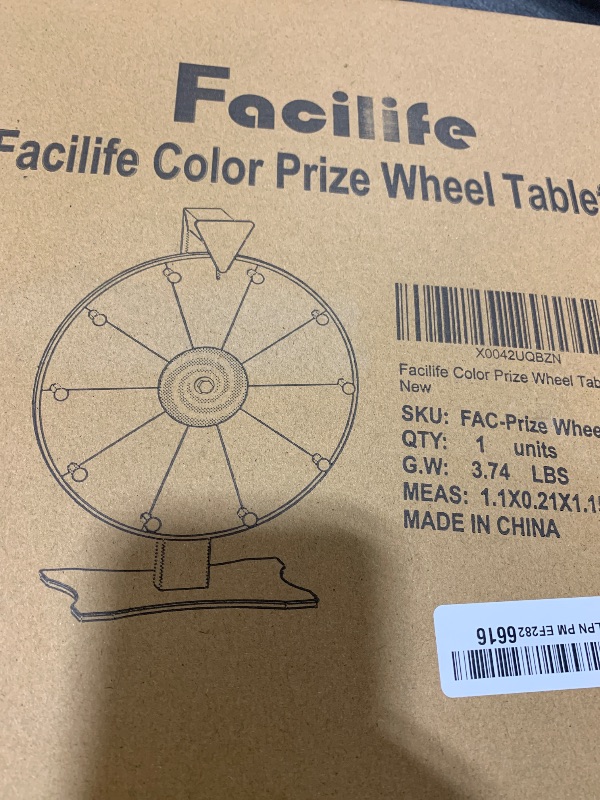 Facilife
Facilife Color Prize Wheel Table
X0042UQBZN
Facilife Color Prize Wheel Tab
New
SKU: FAC-Prize Whee
QTY: 1 units
G.W: 3.74 LBS
MEAS: 1.1X0.21X1.1
MADE IN CHINA
LPN PM EF2826616